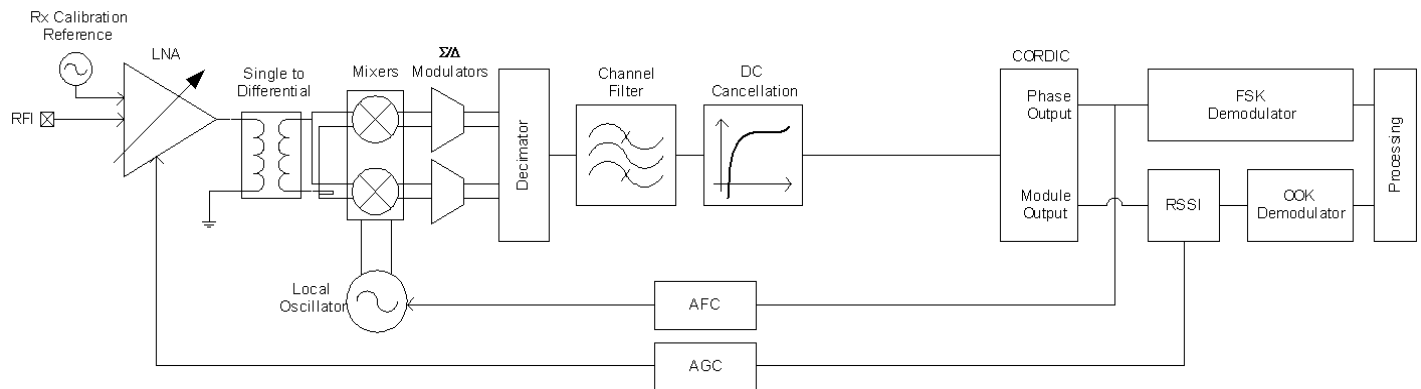 Rx Calibration
Reference
LNA
RFI
Single to
Differential
Mixers
Σ/Δ
Modulators
Decimator
Channel
Filter
DC
Cancellation
CORDIC
Phase
Output
Module
Output
FSK
Demodulator
RSSI
OOK
Demodulator
Processing
Local
Oscillator
AFC
AGC